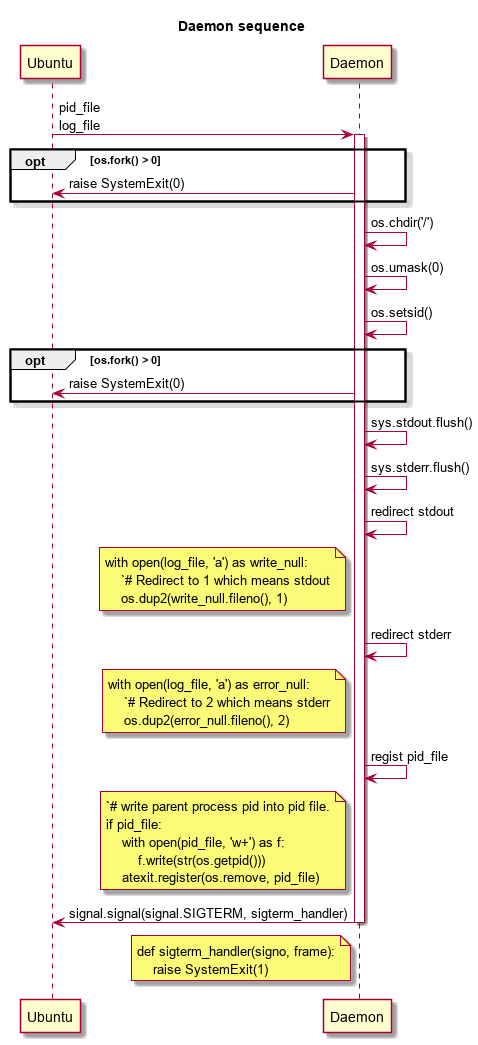 Daemon sequence
Ubuntu
Daemon
pid_file
log_file
opt
[os.fork() > 0]
raise SystemExit(0)
os.chdir('/')
os.umask(0)
os.setsid()
opt
[os.fork() > 0]
raise SystemExit(0)
sys.stdout.flush()
sys.stderr.flush()
redirect stdout
with open(log_file, 'a') as write_null:
    `# Redirect to 1 which means stdout
    os.dup2(write_null.fileno(), 1)
redirect stderr
with open(log_file, 'a') as error_null:
    `# Redirect to 2 which means stderr
    os.dup2(error_null.fileno(), 2)
regist pid_file
`# write parent process pid into pid file.
if pid_file:
    with open(pid_file, 'w+') as f:
        f.write(str(os.getpid()))
    atexit.register(os.remove, pid_file)
signal.signal(signal.SIGTERM, sigterm_handler)
def sigterm_handler(signo, frame):
    raise SystemExit(1)
Ubuntu
Daemon